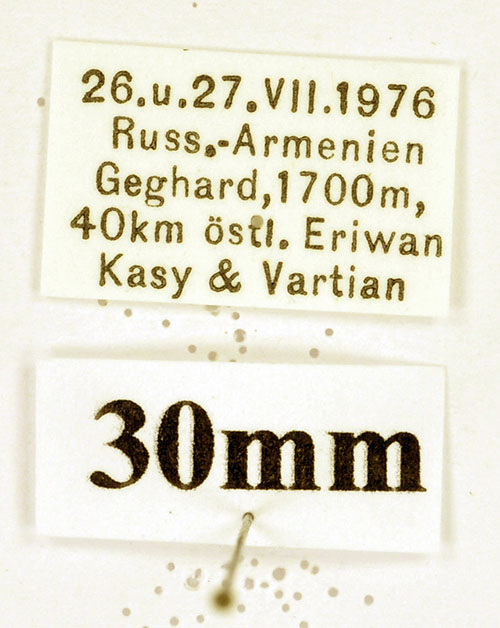 26.u.27.VII.1976
Russ.-Armenien
Geghard,1700m,
40km östl. Eriwan
Kasy & Vartian
30mm